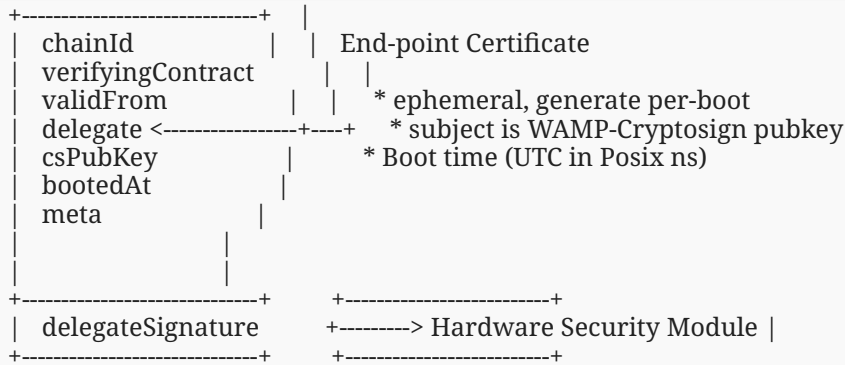 +------------------------------+ |
| chainId | | End-point Certificate
| verifyingContract | |
| validFrom | | * ephemeral, generate per-boot
| delegate <-----------------+----+ * subject is WAMP-Cryptosign pubkey
| csPubKey | * Boot time (UTC in Posix ns)
| bootedAt |
| meta |
| |
| |
+------------------------------+ +--------------------------+
| delegateSignature +---------> Hardware Security Module |
+------------------------------+ +--------------------------+